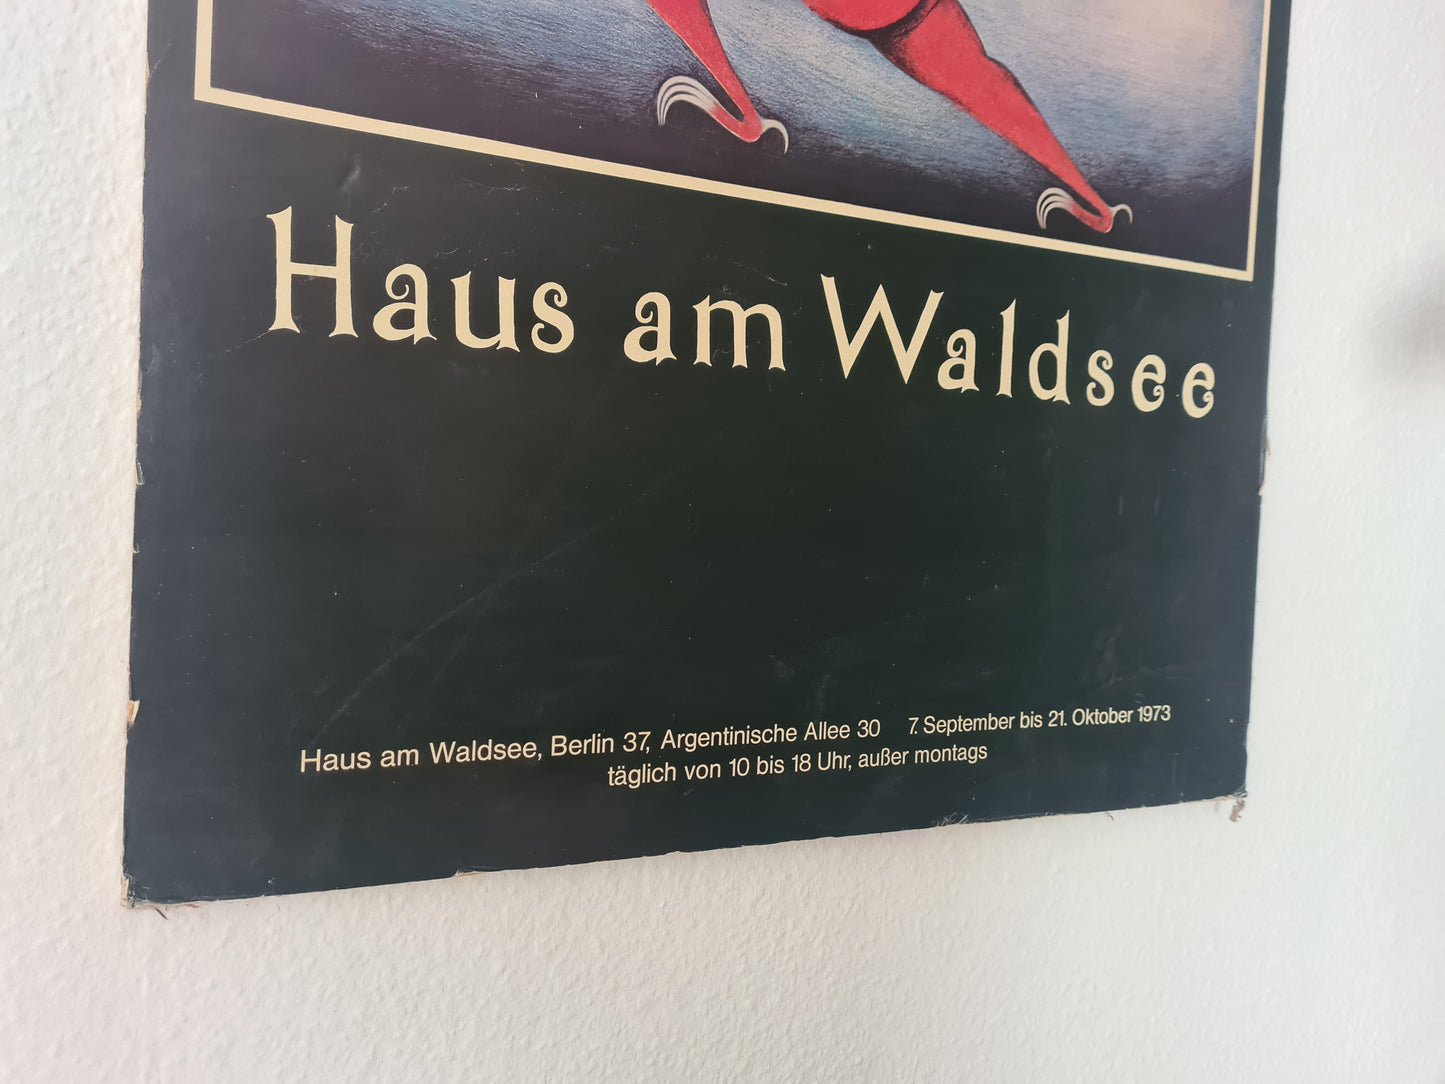 Haus am Waldsee
Haus am Waldsee, Berlin 37, Argentinische Allee 30 7. September bis 21. Oktober 1973
täglich von 10 bis 18 Uhr, außer montags